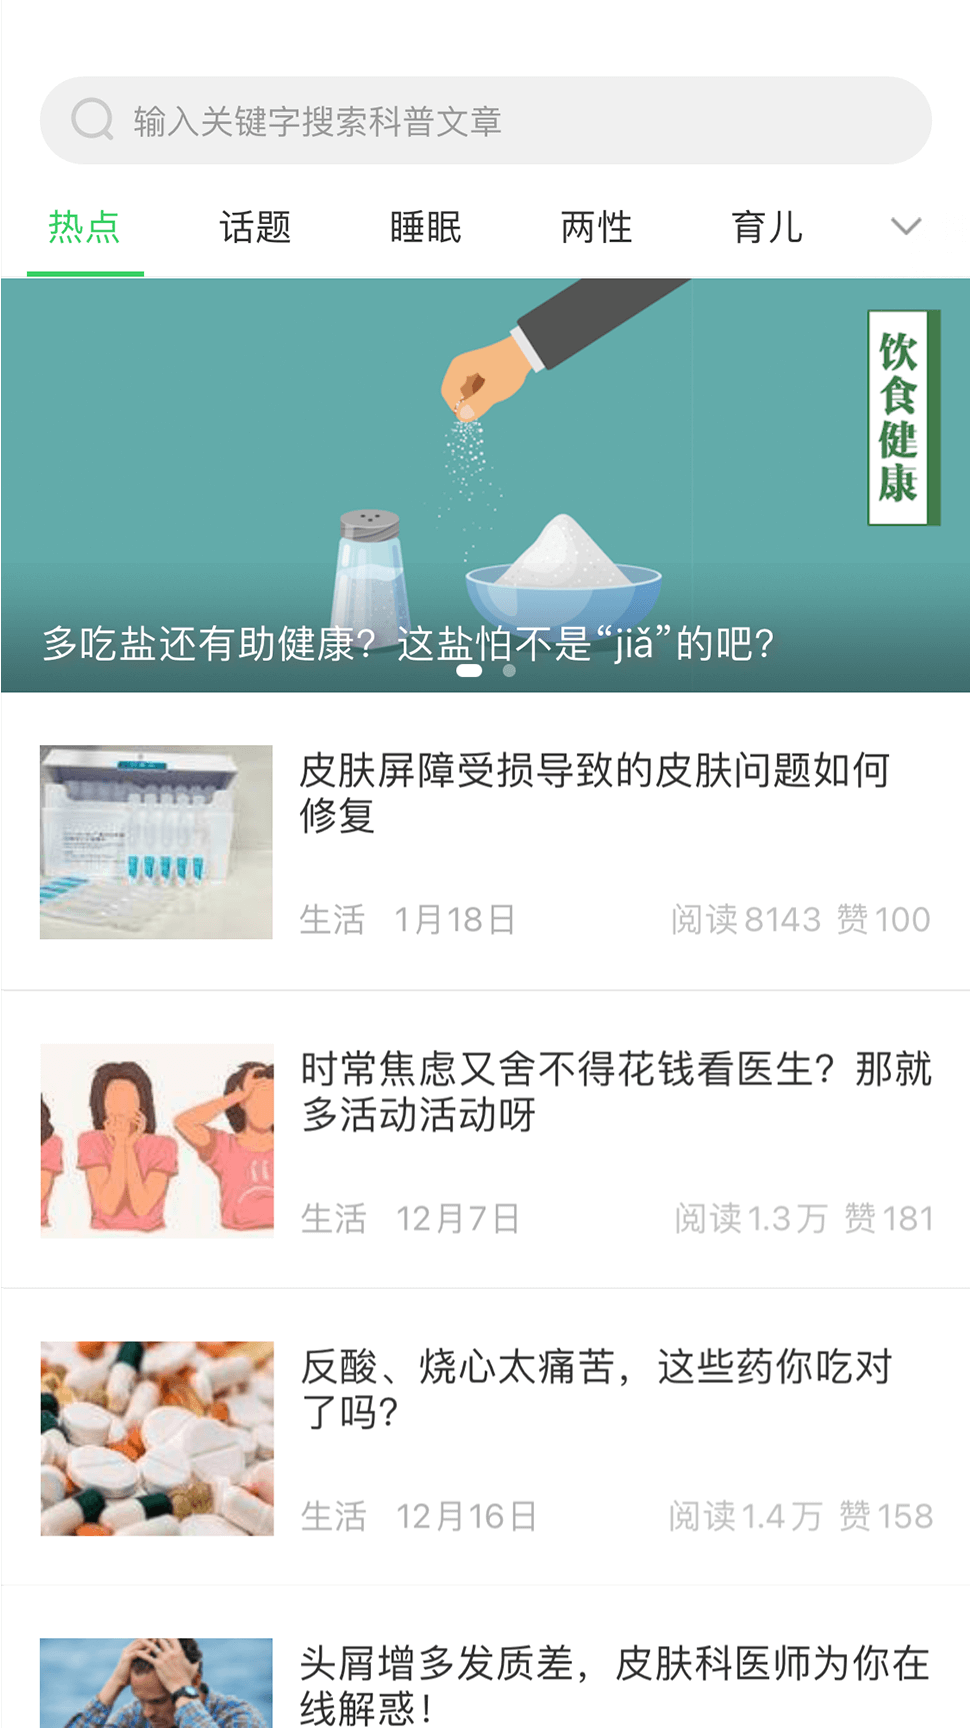 输入关键字搜索科普文章
热点 话题 睡眠 两性 育儿
饮食健康
多吃盐还有助健康？这盐怕不是“jiǎ”的吧？
皮肤屏障受损导致的皮肤问题如何
修复
生活 1月18日 阅读8143 赞100
时常焦虑又舍不得花钱看医生？那就
多活动活动呀
生活 12月7日 阅读1.3万 赞181
反酸、烧心太痛苦，这些药你吃对
了吗？
生活 12月16日 阅读1.4万 赞158
头屑增多发质差，皮肤科医师为你在
线解惑！